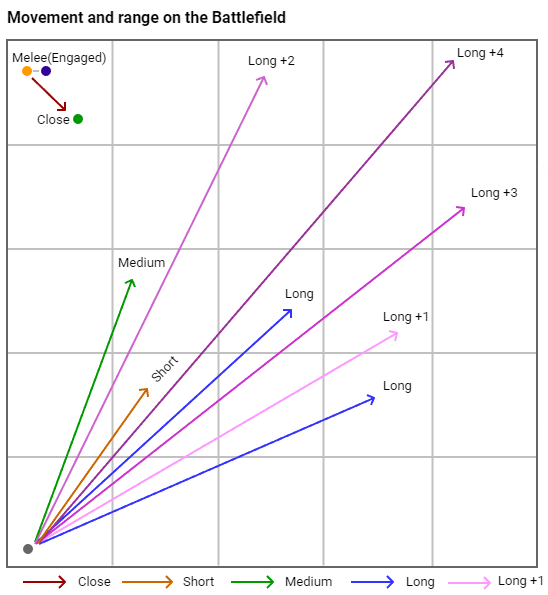 Movement and range on the Battlefield
Melee(Engaged)
Close
Long +2
Long +4
Long +3
Medium
Long
Long +1
Short
Long
Close
Short
Medium
Long
Long +1